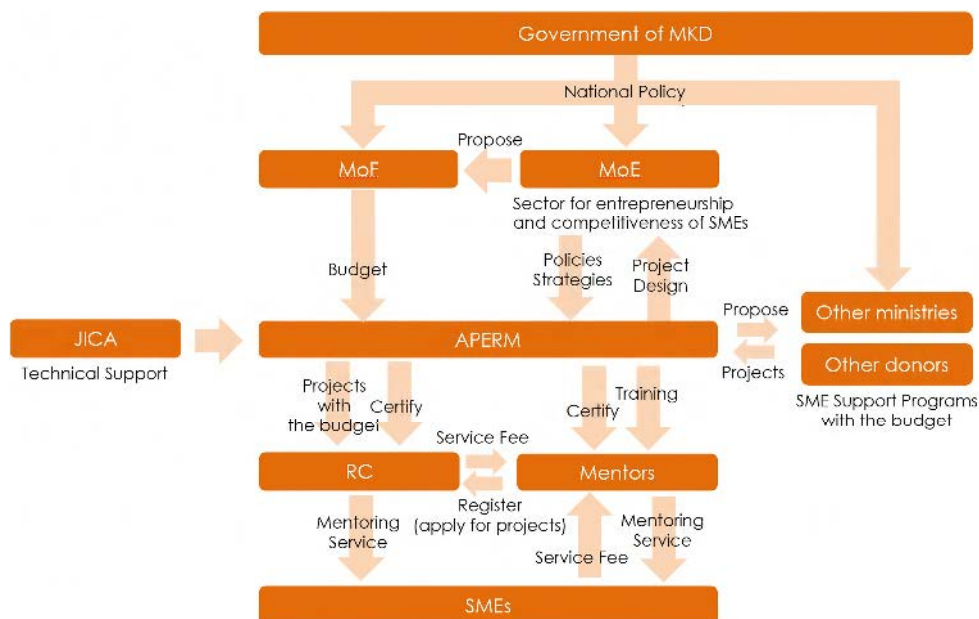 Government of MKD
National Policy
Propose
MoF
MoE
Sector for entrepreneurship
and competitiveness of SMEs
Budget
Policies
Strategies
Project
Design
JICA
Technical Support
APERM
Propose
Projects
Other ministries
Other donors
SME Support Programs
with the budget
Projects
with
the budget
Certify
Certify
Training
Service Fee
RC
Mentors
Register
(apply for projects)
Mentoring
Service
Service Fee
Mentoring
Service
SMEs